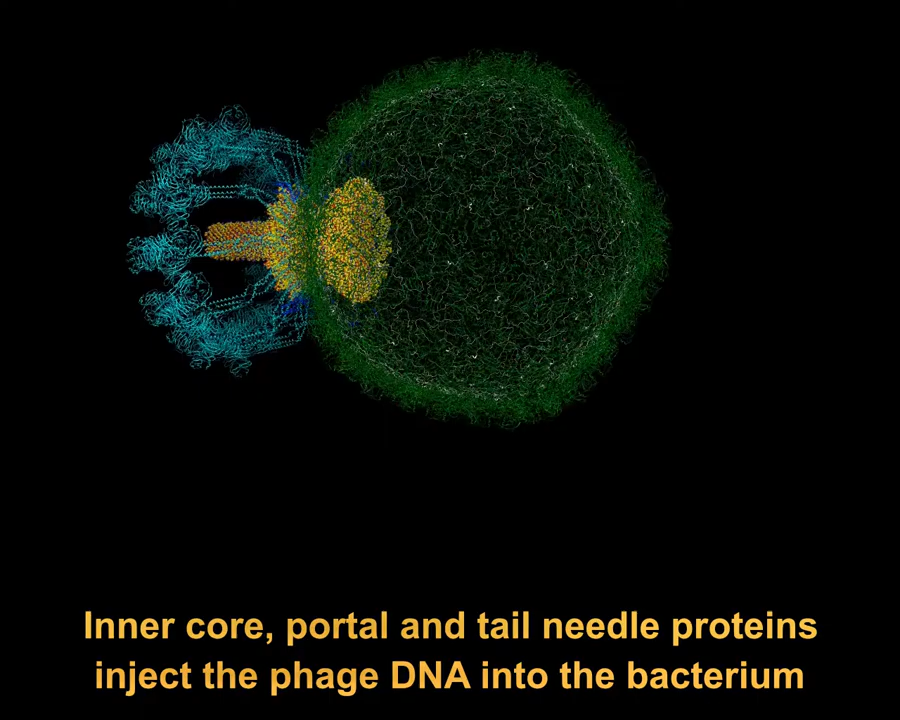 Inner core, portal and tail needle proteins
inject the phage DNA into the bacterium